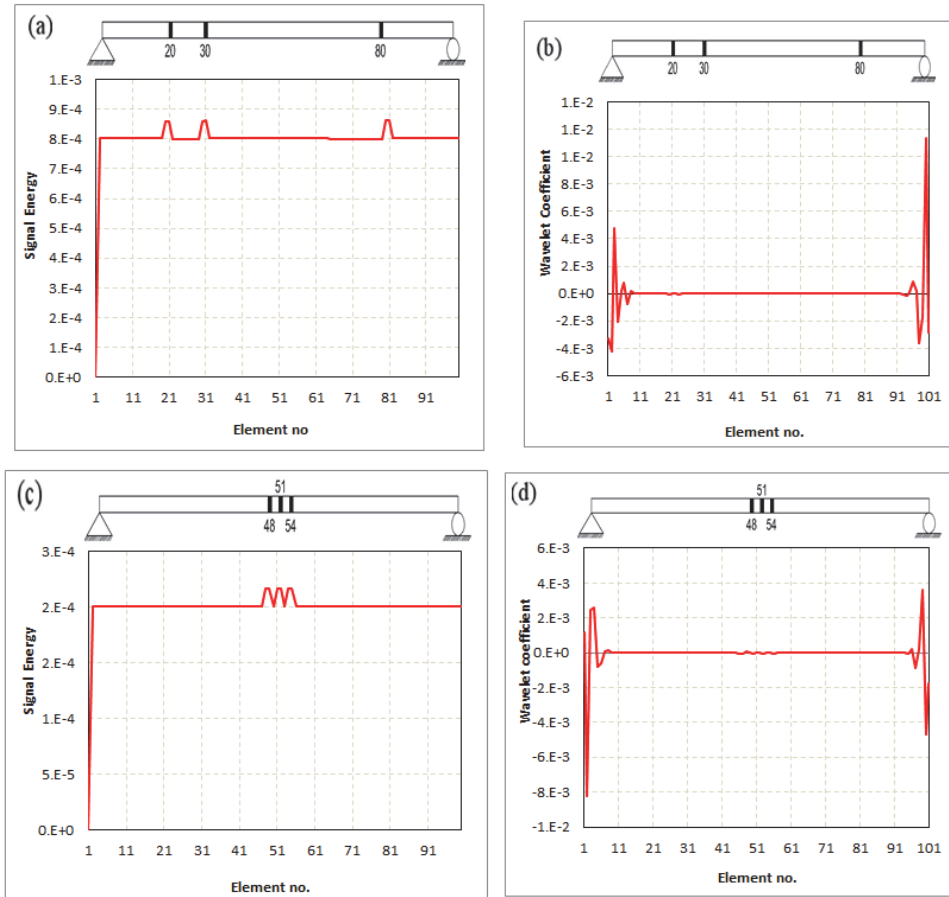 (a)
20 30 80
1.E-3
9.E-4
8.E-4
7.E-4
6.E-4
5.E-4
4.E-4
3.E-4
2.E-4
1.E-4
0.E+0
Signal Energy
1 11 21 31 41 51 61 71 81 91
Element no
(b)
20 30 80
1.E-2
1.E-2
8.E-3
6.E-3
4.E-3
2.E-3
0.E+0
-2.E-3
-4.E-3
-6.E-3
Wavelet Coefficient
1 11 21 31 41 51 61 71 81 91 101
Element no.
(c)
51
48 54
3.E-4
2.E-4
2.E-4
1.E-4
5.E-5
0.E+0
Signal Energy
1 11 21 31 41 51 61 71 81 91
Element no.
(d)
51
48 54
6.E-3
4.E-3
2.E-3
0.E+0
-2.E-3
-4.E-3
-6.E-3
-8.E-3
-1.E-2
Wavelet coefficient
1 11 21 31 41 51 61 71 81 91 101
Element no.